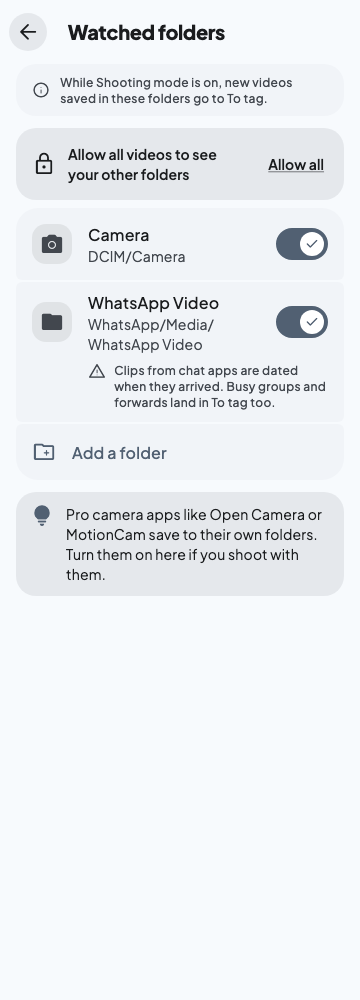 Watched folders
While Shooting mode is on, new videos
saved in these folders go to To tag.
Allow all videos to see
your other folders
Allow all
Camera
DCIM/Camera
WhatsApp Video
WhatsApp/Media/
WhatsApp Video
Clips from chat apps are dated
when they arrived. Busy groups and
forwards land in To tag too.
Add a folder
Pro camera apps like Open Camera or
MotionCam save to their own folders.
Turn them on here if you shoot with
them.